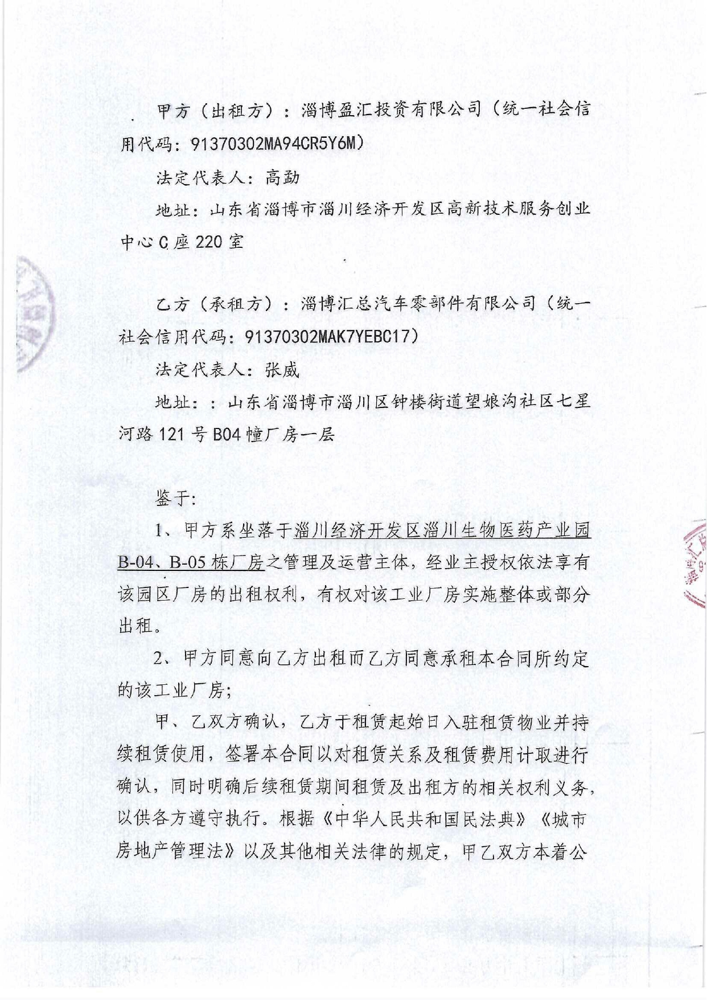 甲方（出租方）：淄博盈汇投资有限公司（统一社会信
用代码：91370302MA94CR5Y6M）
法定代表人：高勐
地址：山东省淄博市淄川经济开发区高新技术服务创业
中心C座220室
乙方（承租方）：淄博汇总汽车零部件有限公司（统一
社会信用代码：91370302MAK7YEBC17）
法定代表人：张威
地址：：山东省淄博市淄川区钟楼街道望娘沟社区七星
河路121号B04幢厂房一层
鉴于：
1、甲方系坐落于淄川经济开发区淄川生物医药产业园
B-04、B-05栋厂房之管理及运营主体，经业主授权依法享有
该园区厂房的出租权利，有权对该工业厂房实施整体或部分
出租。
2、甲方同意向乙方出租而乙方同意承租本合同所约定
的该工业厂房；
甲、乙双方确认，乙方于租赁起始日入驻租赁物业并持
续租赁使用，签署本合同以对租赁关系及租赁费用计取进行
确认，同时明确后续租赁期间租赁及出租方的相关权利义务，
以供各方遵守执行。根据《中华人民共和国民法典》《城市
房地产管理法》以及其他相关法律的规定，甲乙双方本着公